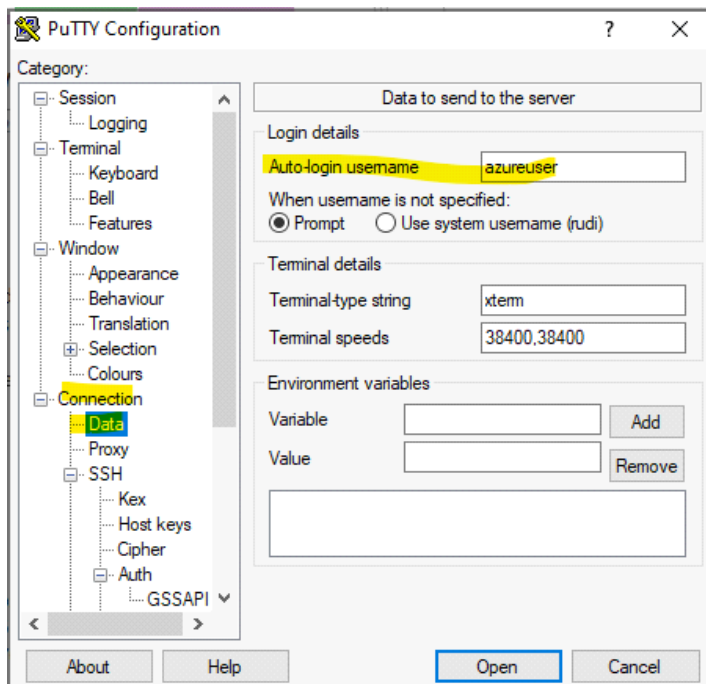 PuTTY Configuration
?
Category:
Session
Logging
Terminal
Keyboard
Bell
Features
Window
Appearance
Behaviour
Translation
Selection
Colours
Connection
Data
Proxy
SSH
Kex
Host keys
Cipher
Auth
GSSAPI
Data to send to the server
Login details
Auto-login username azureuser
When username is not specified:
Prompt Use system username (rudi)
Terminal details
Terminal-type string xterm
Terminal speeds 38400,38400
Environment variables
Variable Add
Value Remove
About Help Open Cancel